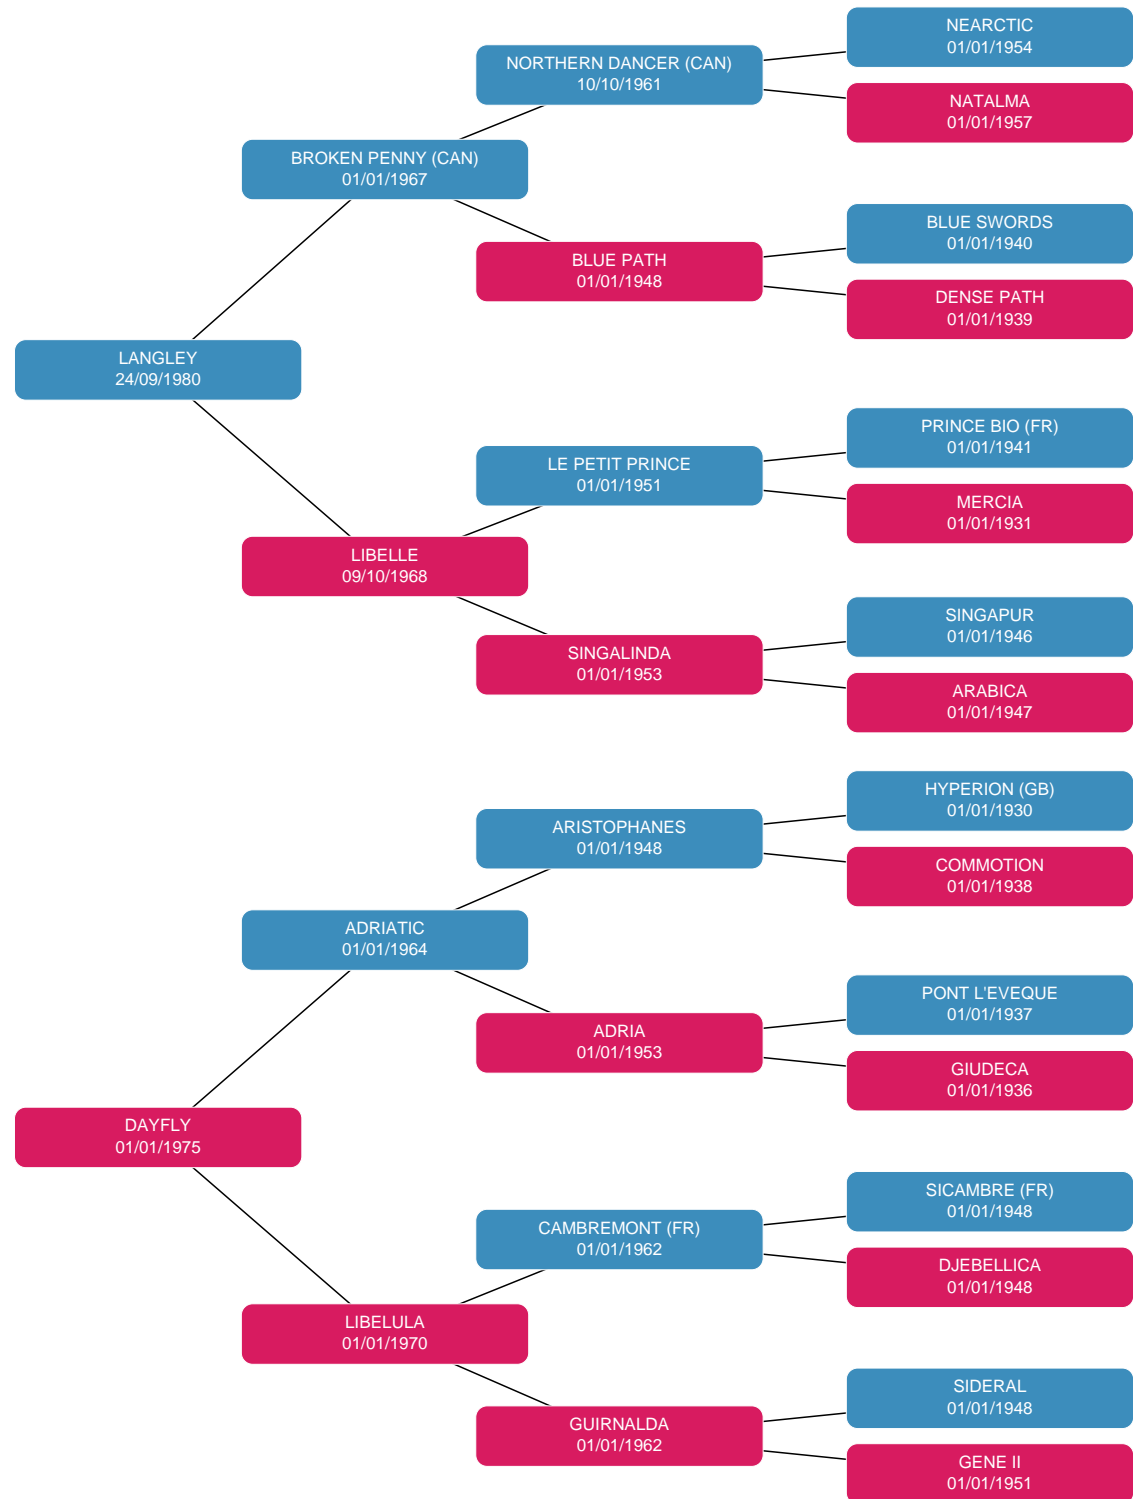 NEARCTIC
01/01/1954
NORTHERN DANCER (CAN)
10/10/1961
NATALMA
01/01/1957
BROKEN PENNY (CAN)
01/01/1967
BLUE SWORDS
01/01/1940
BLUE PATH
01/01/1948
DENSE PATH
01/01/1939
LANGLEY
24/09/1980
PRINCE BIO (FR)
01/01/1941
LE PETIT PRINCE
01/01/1951
MERCIA
01/01/1931
LIBELLE
09/10/1968
SINGAPUR
01/01/1946
SINGALINDA
01/01/1953
ARABICA
01/01/1947
HYPERION (GB)
01/01/1930
ARISTOPHANES
01/01/1948
COMMOTION
01/01/1938
ADRIATIC
01/01/1964
PONT L'EVEQUE
01/01/1937
ADRIA
01/01/1953
GIUDECA
01/01/1936
DAYFLY
01/01/1975
SICAMBRE (FR)
01/01/1948
CAMBREMONT (FR)
01/01/1962
DJEBELLICA
01/01/1948
LIBELULA
01/01/1970
SIDERAL
01/01/1948
GUIRNALDA
01/01/1962
GENE II
01/01/1951